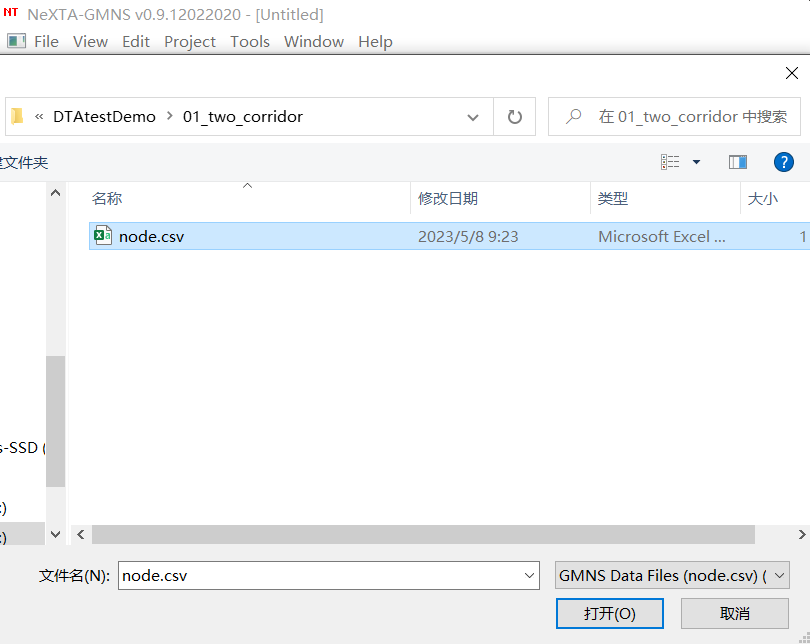 NT NeXTA-GMNS v0.9.12022020 - [Untitled]
File View Edit Project Tools Window Help
« DTAtestDemo > 01_two_corridor 在 01_two_corridor 中搜索
建文件夹 ?
名称 修改日期 类型 大小
node.csv 2023/5/8 9:23 Microsoft Excel ... 1
s-SSD (
:)
:)
文件名(N): node.csv GMNS Data Files (node.csv) (
打开(O) 取消